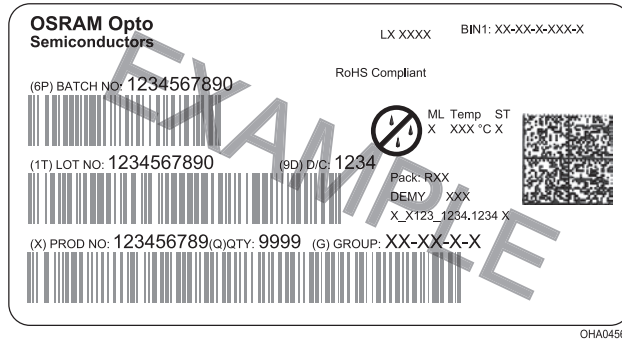 OSRAM Opto
Semiconductors
LX XXXX
BIN1: XX-XX-X-XXX-X
RoHS Compliant
(6P) BATCH NO: 1234567890
ML Temp ST
X XXX °C X
(1T) LOT NO: 1234567890
(9D) D/C: 1234
Pack: RXX
DEMY XXX
X_X123_1234.1234 X
(X) PROD NO: 123456789(Q)QTY: 9999 (G) GROUP: XX-XX-X-X
EXAMPLE
OHA0456